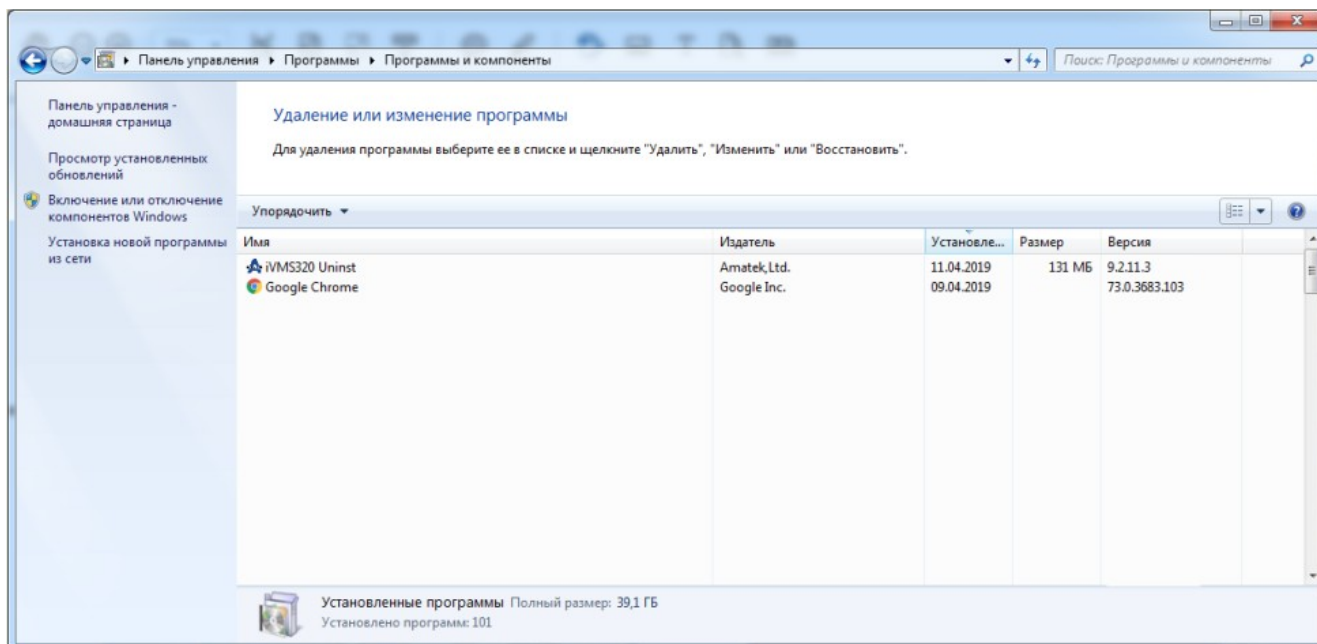 Панель управления ▸ Программы ▸ Программы и компоненты
Поиск: Программы и компоненты
Панель управления -
домашняя страница
Просмотр установленных
обновлений
Включение или отключение
компонентов Windows
Установка новой программы
из сети
Удаление или изменение программы
Для удаления программы выберите ее в списке и щелкните "Удалить", "Изменить" или "Восстановить".
Упорядочить
Имя Издатель Установле... Размер Версия
iVMS320 Uninst Amatek,Ltd. 11.04.2019 131 МБ 9.2.11.3
Google Chrome Google Inc. 09.04.2019 73.0.3683.103
Установленные программы Полный размер: 39,1 ГБ
Установлено программ: 101